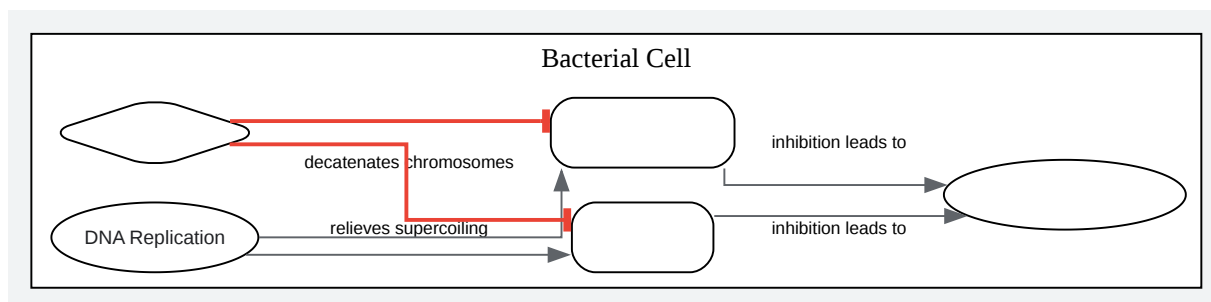 Bacterial Cell
inhibition leads to
decatenates chromosomes
DNA Replication
relieves supercoiling
inhibition leads to